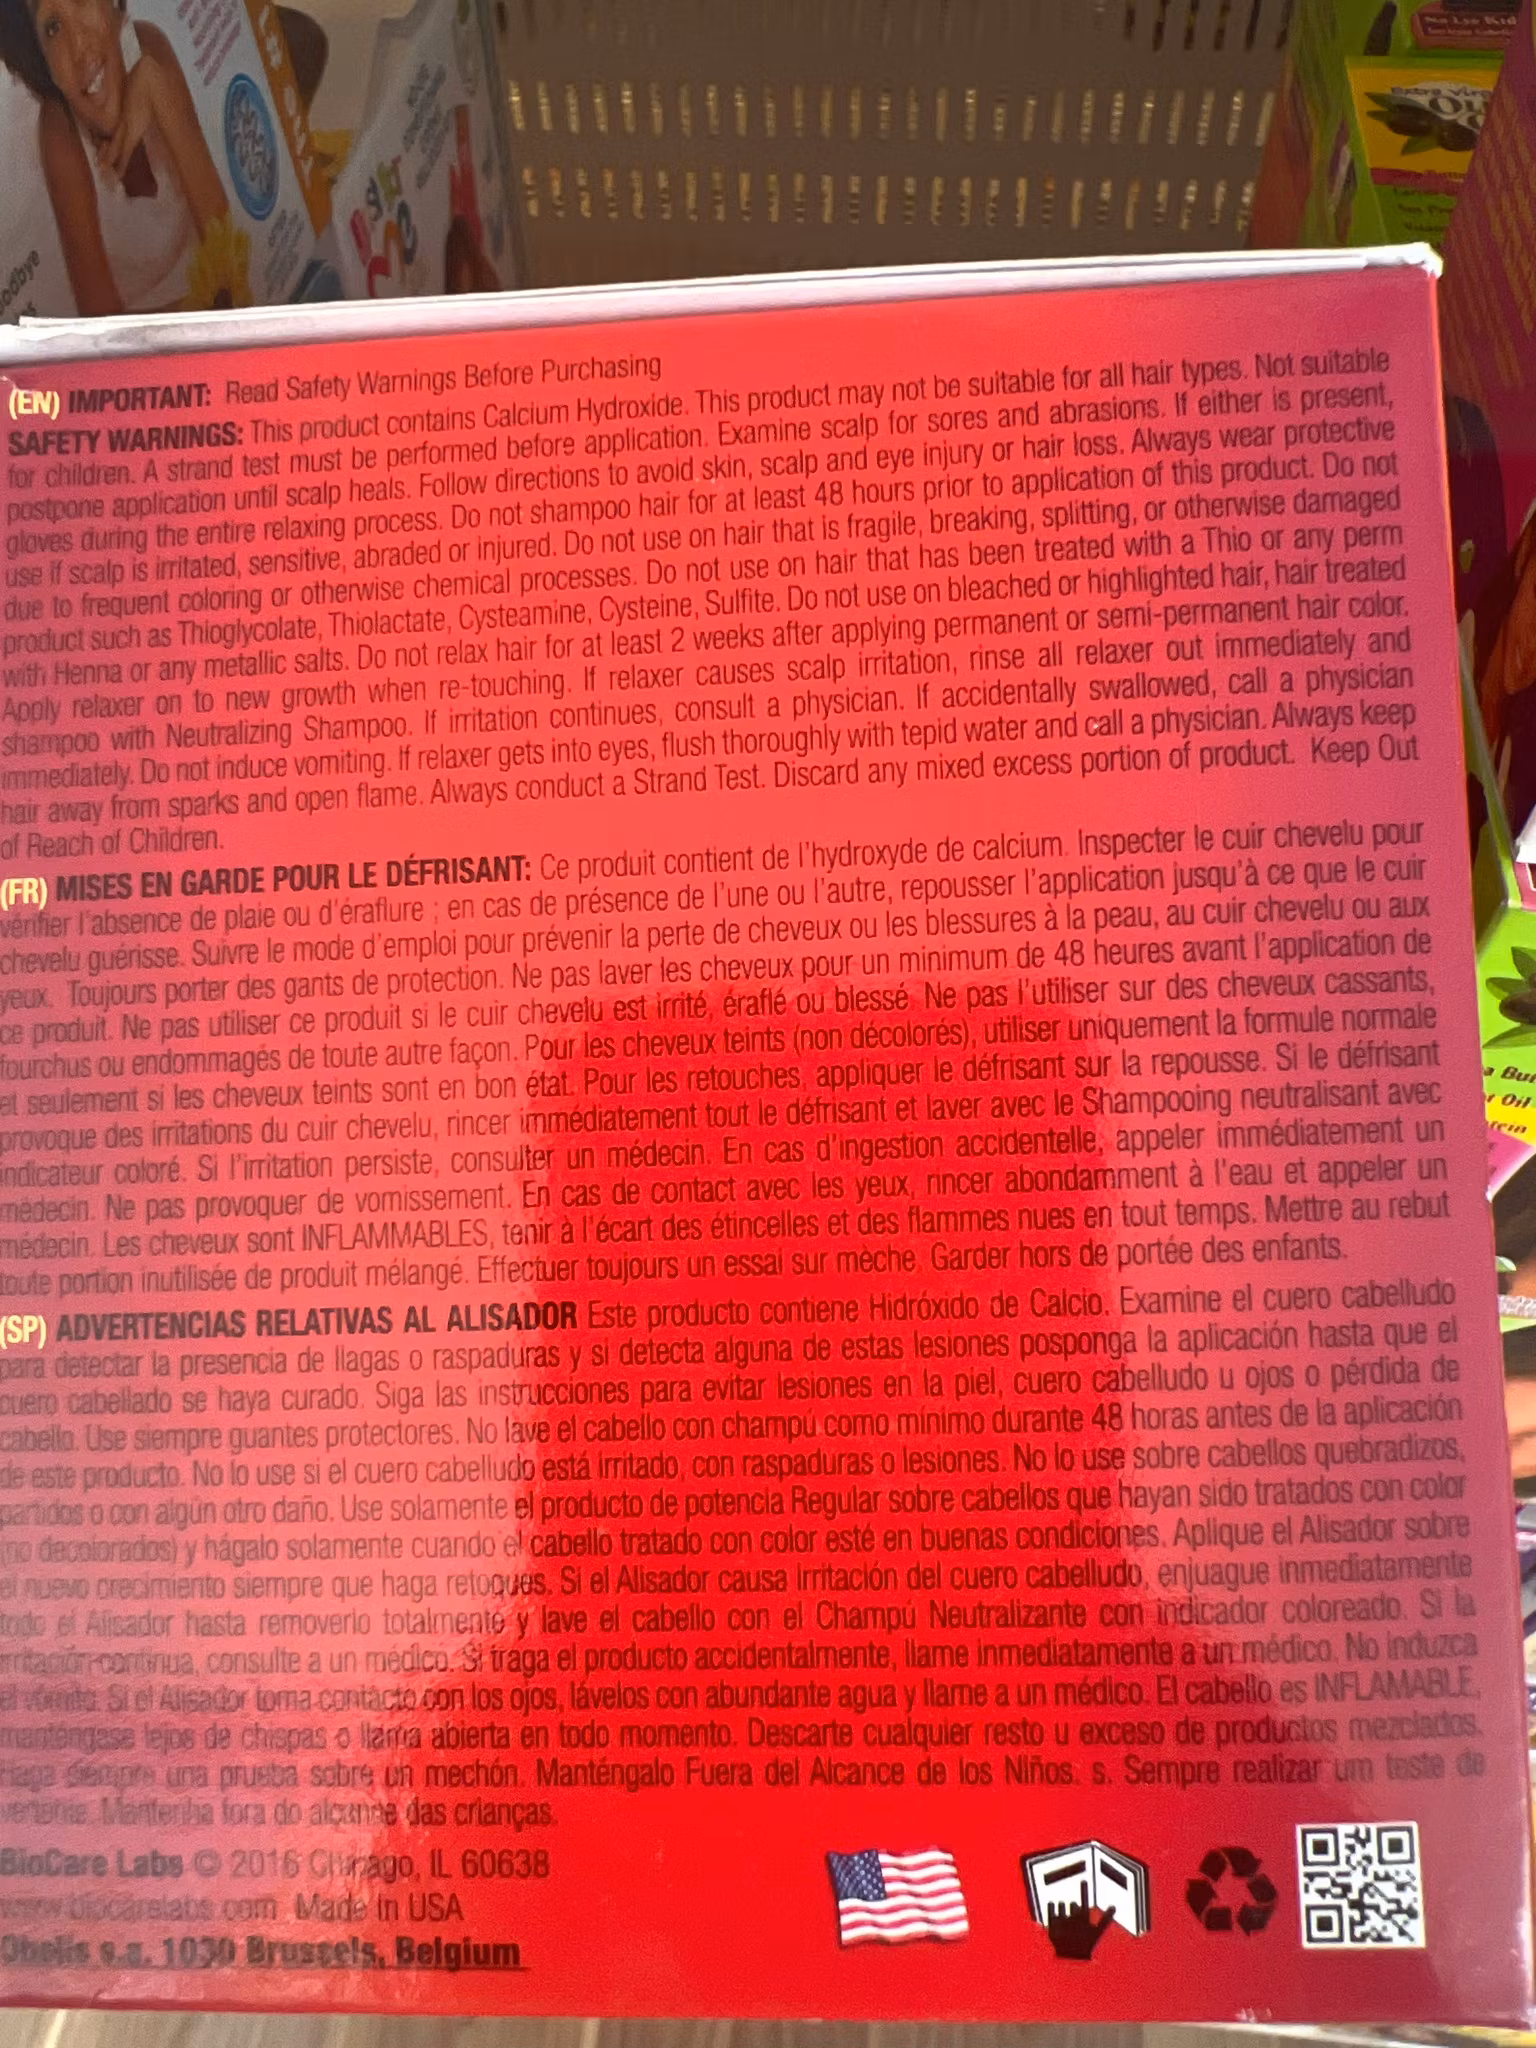 (EN) IMPORTANT: Read Safety Warnings Before Purchasing
SAFETY WARNINGS: This product contains Calcium Hydroxide. This product may not be suitable for all hair types. Not suitable
for children. A strand test must be performed before application. Examine scalp for sores and abrasions. If either is present,
postpone application until scalp heals. Follow directions to avoid skin, scalp and eye injury or hair loss. Always wear protective
gloves during the entire relaxing process. Do not shampoo hair for at least 48 hours prior to application of this product. Do not
use if scalp is irritated, sensitive, abraded or injured. Do not use on hair that is fragile, breaking, splitting, or otherwise damaged
due to frequent coloring or otherwise chemical processes. Do not use on hair that has been treated with a Thio or any perm
product such as Thioglycolate, Thiolactate, Cysteamine, Cysteine, Sulfite. Do not use on bleached or highlighted hair, hair treated
with Henna or any metallic salts. Do not relax hair for at least 2 weeks after applying permanent or semi-permanent hair color.
Apply relaxer on to new growth when re-touching. If relaxer causes scalp irritation, rinse all relaxer out immediately and
shampoo with Neutralizing Shampoo. If irritation continues, consult a physician. If accidentally swallowed, call a physician
immediately. Do not induce vomiting. If relaxer gets into eyes, flush thoroughly with tepid water and call a physician. Always keep
hair away from sparks and open flame. Always conduct a Strand Test. Discard any mixed excess portion of product. Keep Out
of Reach of Children.
(FR) MISES EN GARDE POUR LE DÉFRISANT: Ce produit contient de l'hydroxyde de calcium. Inspecter le cuir chevelu pour
vérifier l'absence de plaie ou d'éraflure ; en cas de présence de l'une ou l'autre, repousser l'application jusqu'à ce que le cuir
chevelu guérisse. Suivre le mode d'emploi pour prévenir la perte de cheveux ou les blessures à la peau, au cuir chevelu ou aux
yeux. Toujours porter des gants de protection. Ne pas laver les cheveux pour un minimum de 48 heures avant l'application de
ce produit. Ne pas utiliser ce produit si le cuir chevelu est irrité, éraflé ou blessé. Ne pas l'utiliser sur des cheveux cassants,
fourchus ou endommagés de toute autre façon. Pour les cheveux teints (non décolorés), utiliser uniquement la formule normale
et seulement si les cheveux teints sont en bon état. Pour les retouches, appliquer le défrisant sur la repousse. Si le défrisant
provoque des irritations du cuir chevelu, rincer immédiatement tout le défrisant et laver avec le Shampooing neutralisant avec
indicateur coloré. Si l'irritation persiste, consulter un médecin. En cas d'ingestion accidentelle, appeler immédiatement un
médecin. Ne pas provoquer de vomissement. En cas de contact avec les yeux, rincer abondamment à l'eau et appeler un
médecin. Les cheveux sont INFLAMMABLES, tenir à l'écart des étincelles et des flammes nues en tout temps. Mettre au rebut
toute portion inutilisée de produit mélangé. Effectuer toujours un essai sur mèche. Garder hors de portée des enfants.
(SP) ADVERTENCIAS RELATIVAS AL ALISADOR Este producto contiene Hidróxido de Calcio. Examine el cuero cabelludo
para detectar la presencia de llagas o raspaduras y si detecta alguna de estas lesiones posponga la aplicación hasta que el
cuero cabellado se haya curado. Siga las instrucciones para evitar lesiones en la piel, cuero cabelludo u ojos o pérdida de
cabello. Use siempre guantes protectores. No lave el cabello con champú como mínimo durante 48 horas antes de la aplicación
de este producto. No lo use si el cuero cabelludo está irritado, con raspaduras o lesiones. No lo use sobre cabellos quebradizos,
partidos o con algún otro daño. Use solamente el producto de potencia Regular sobre cabellos que hayan sido tratados con color
(no decolorados) y hágalo solamente cuando el cabello tratado con color esté en buenas condiciones. Aplique el Alisador sobre
el nuevo crecimiento siempre que haga retoques. Si el Alisador causa irritación del cuero cabelludo, enjuague inmediatamente
todo el Alisador hasta removerlo totalmente y lave el cabello con el Champú Neutralizante con indicador coloreado. Si la
irritación continua, consulte a un médico. Si traga el producto accidentalmente, llame inmediatamente a un médico. No induzca
el vómito. Si el Alisador toma contacto con los ojos, lávelos con abundante agua y llame a un médico. El cabello es INFLAMABLE,
manténgase lejos de chispas o llama abierta en todo momento. Descarte cualquier resto u exceso de productos mezclados.
Haga siempre una prueba sobre un mechón. Manténgalo Fuera del Alcance de los Niños. s. Sempre realizar um teste de
Mantenha fora do alcance das crianças.
BioCare Labs © 2016 Chicago, IL 60638
www.biocarelabs.com Made in USA
Obelis s.a. 1030 Brussels, Belgium